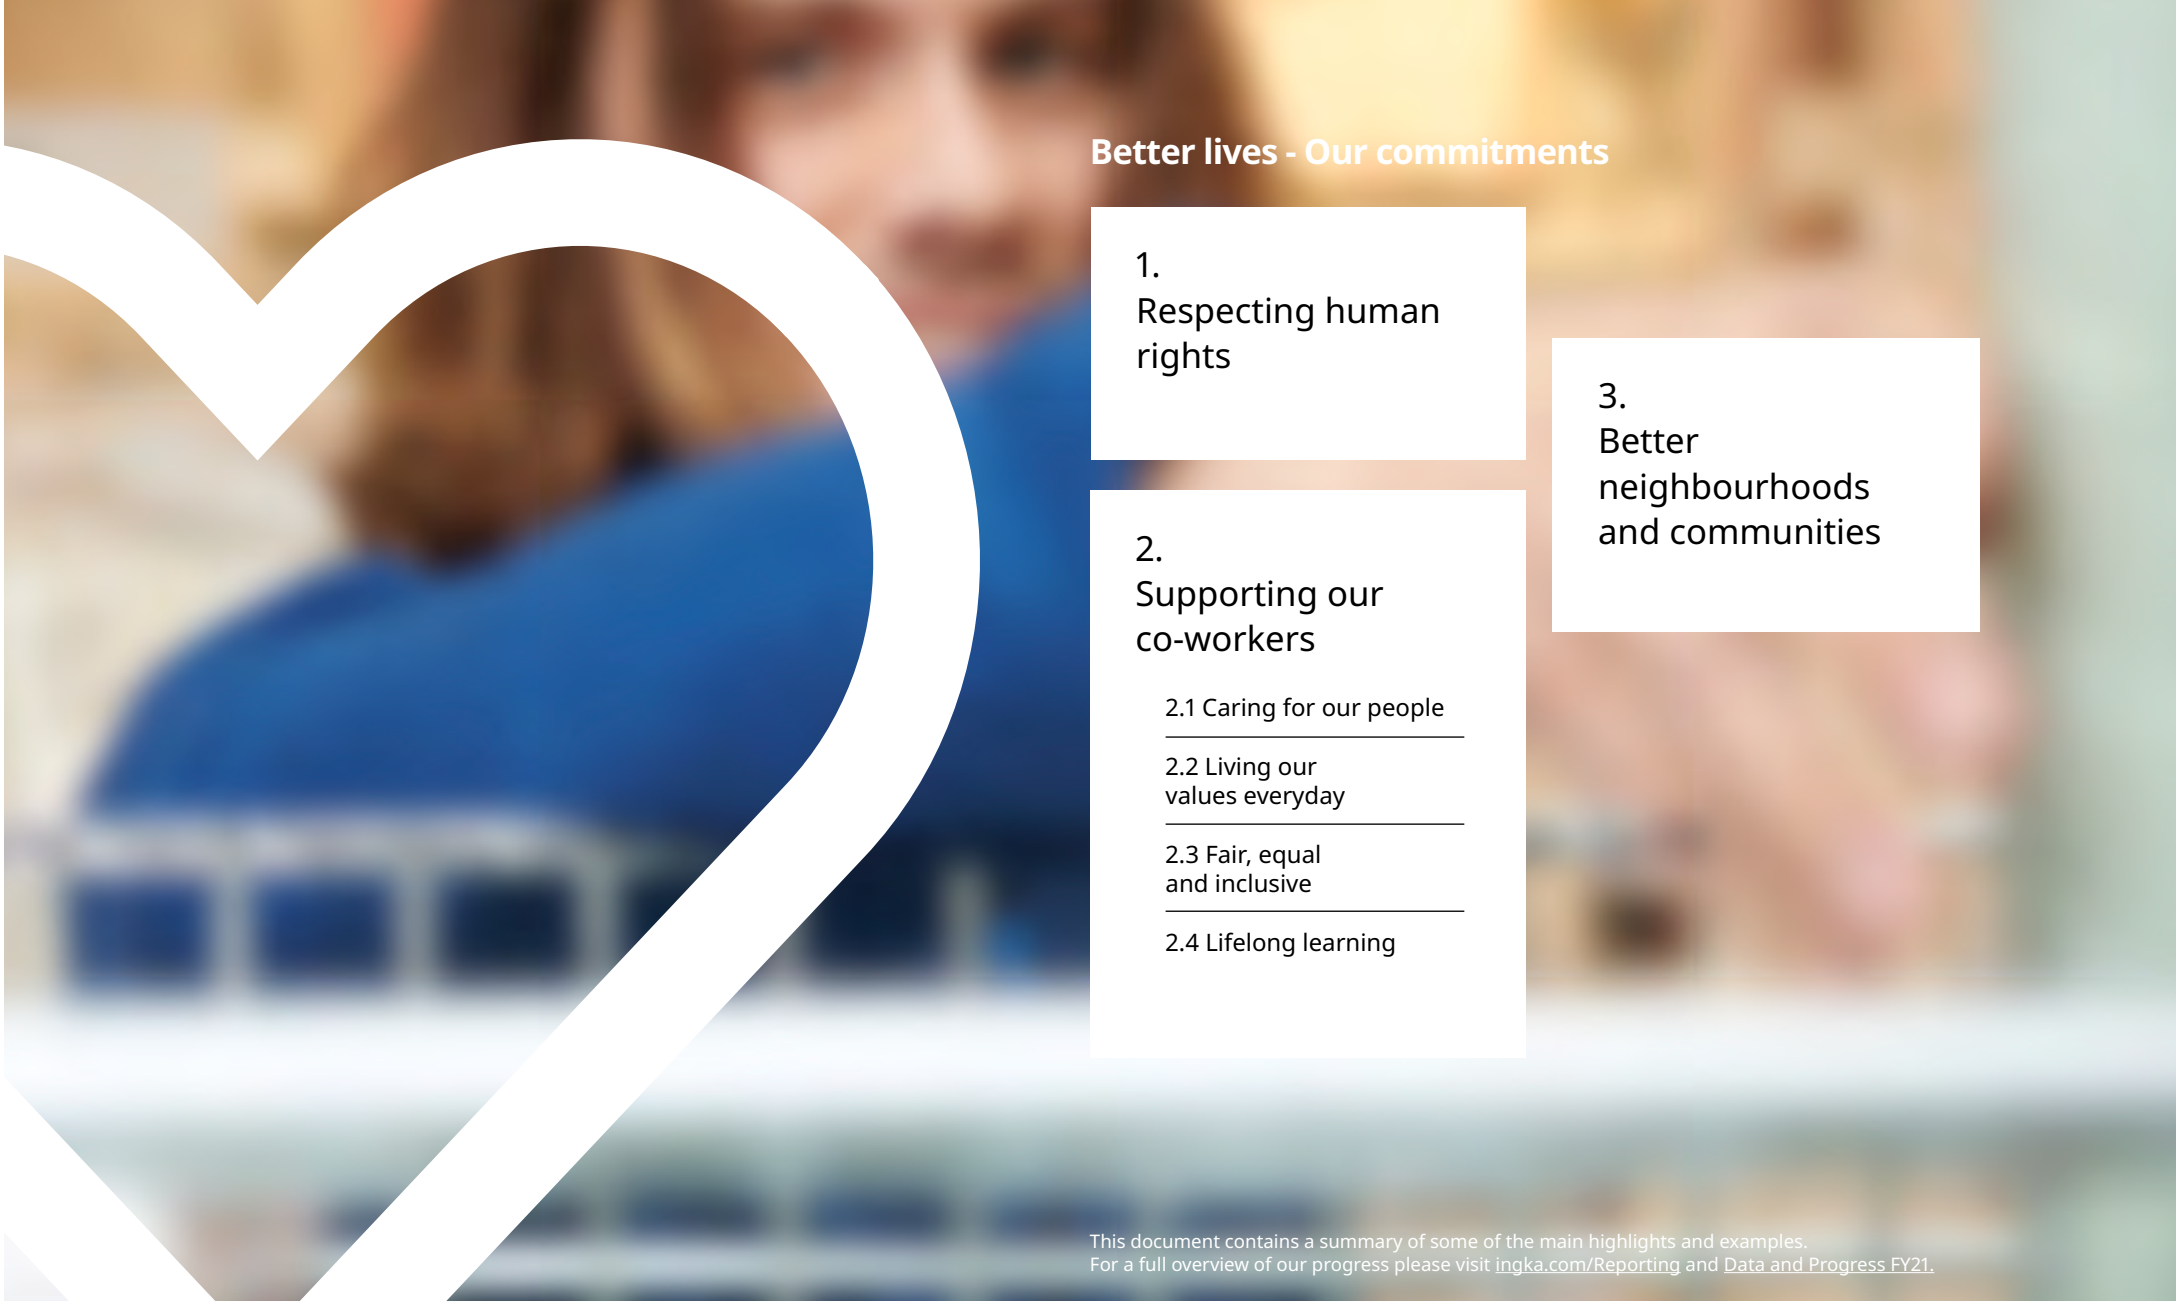 Better lives - Our commitments
1.
Respecting human
rights
2.
Supporting our
co-workers
2.1 Caring for our people
2.2 Living our
values everyday
2.3 Fair, equal
and inclusive
2.4 Lifelong learning
3.
Better
neighbourhoods
and communities
This document contains a summary of some of the main highlights and examples.
For a full overview of our progress please visit ingka.com/Reporting and Data and Progress FY21.